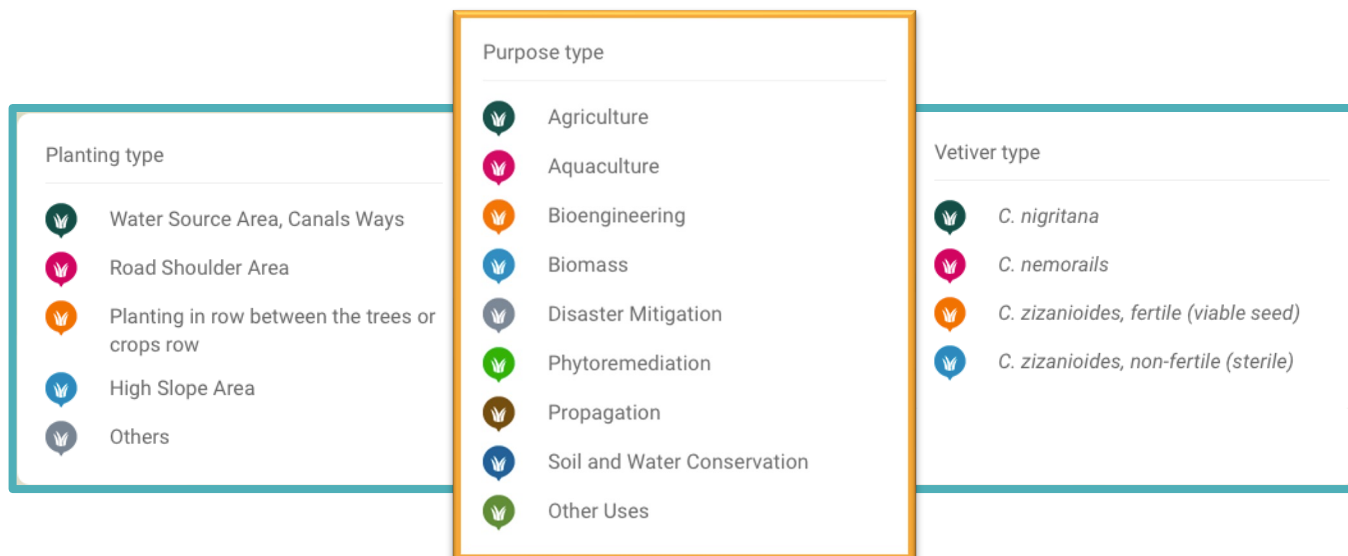 Planting type
Water Source Area, Canals Ways
Road Shoulder Area
Planting in row between the trees or
crops row
High Slope Area
Others
Purpose type
Agriculture
Aquaculture
Bioengineering
Biomass
Disaster Mitigation
Phytoremediation
Propagation
Soil and Water Conservation
Other Uses
Vetiver type
C. nigritana
C. nemorails
C. zizanioides, fertile (viable seed)
C. zizanioides, non-fertile (sterile)